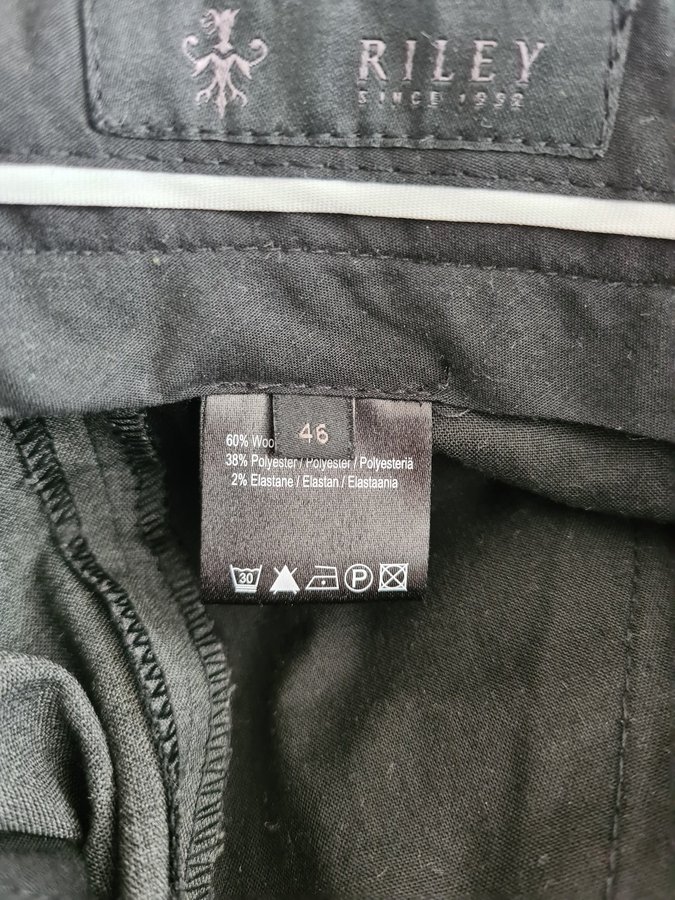 RILEY
SINCE 1992
46
60% Woo
38% Polyester / Polyester / Polyesteriä
2% Elastane / Elastan / Elastaania
30
P